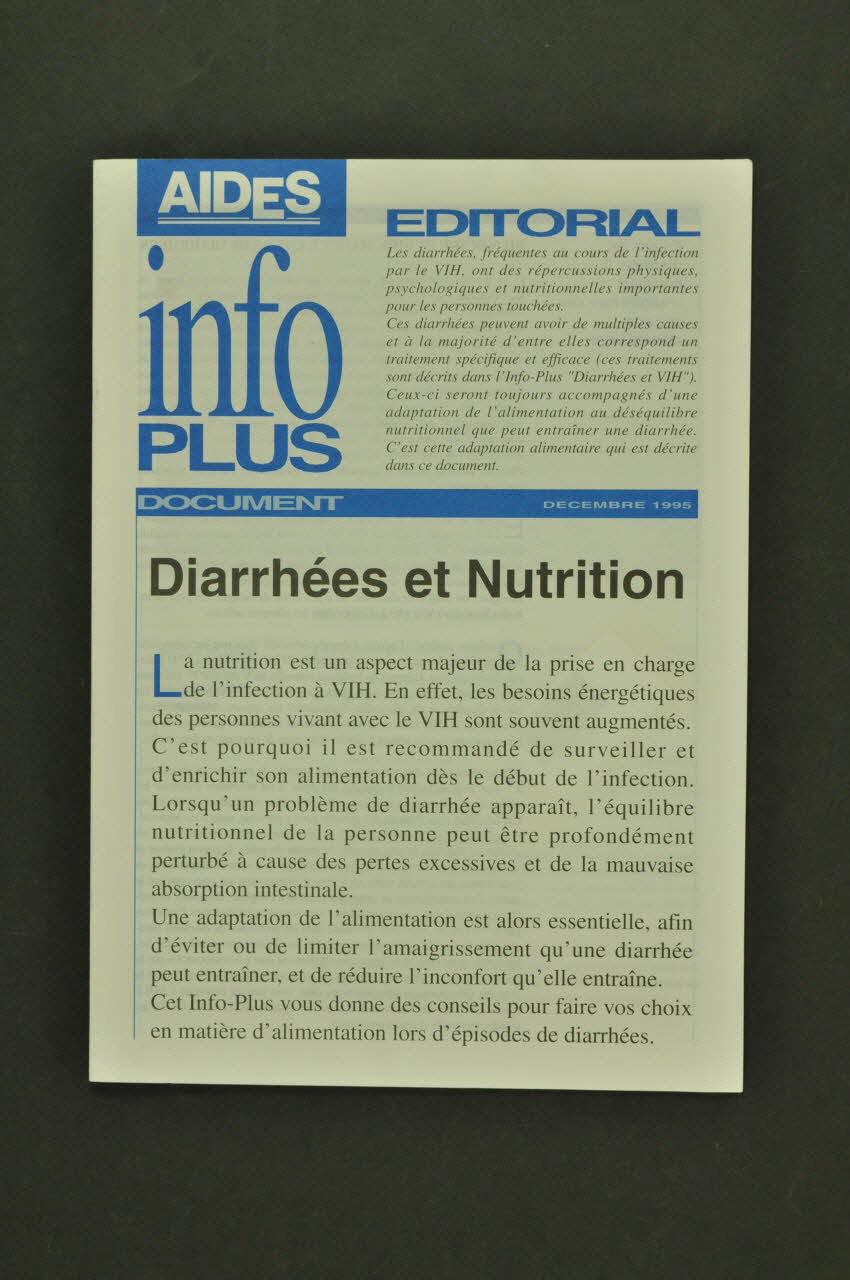 AIDES
info
PLUS
EDITORIAL
Les diarrhées, fréquentes au cours de l'infection
par le VIH, ont des répercussions physiques,
psychologiques et nutritionnelles importantes
pour les personnes touchées.
Ces diarrhées peuvent avoir de multiples causes
et à la majorité d'entre elles correspond un
traitement spécifique et efficace (ces traitements
sont décrits dans l'Info-Plus "Diarrhées et VIH").
Ceux-ci seront toujours accompagnés d'une
adaptation de l'alimentation au déséquilibre
nutritionnel que peut entraîner une diarrhée.
C'est cette adaptation alimentaire qui est décrite
dans ce document.
DOCUMENT DECEMBRE 1995
Diarrhées et Nutrition
La nutrition est un aspect majeur de la prise en charge
de l'infection à VIH. En effet, les besoins énergétiques
des personnes vivant avec le VIH sont souvent augmentés.
C'est pourquoi il est recommandé de surveiller et
d'enrichir son alimentation dès le début de l'infection.
Lorsqu'un problème de diarrhée apparaît, l'équilibre
nutritionnel de la personne peut être profondément
perturbé à cause des pertes excessives et de la mauvaise
absorption intestinale.
Une adaptation de l'alimentation est alors essentielle, afin
d'éviter ou de limiter l'amaigrissement qu'une diarrhée
peut entraîner, et de réduire l'inconfort qu'elle entraîne.
Cet Info-Plus vous donne des conseils pour faire vos choix
en matière d'alimentation lors d'épisodes de diarrhées.